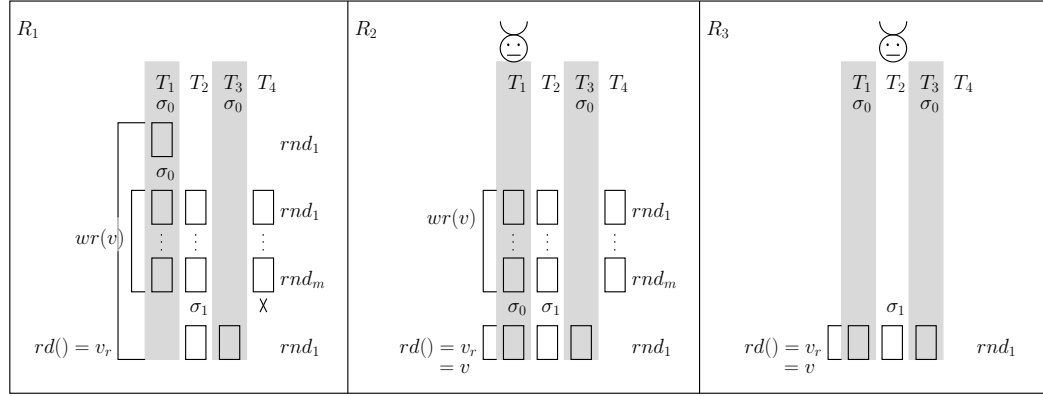 R₁
T₁ T₂ T₃ T₄
σ₀ σ₀
rnd₁
σ₀
rnd₁
wr(v)
⋮ ⋮ ⋮
rndₘ
σ₁ X
rd() = vᵣ rnd₁
R₂
T₁ T₂ T₃ T₄
σ₀
rnd₁
wr(v)
⋮ ⋮ ⋮
rndₘ
σ₀ σ₁
rd() = vᵣ rnd₁
= v
R₃
T₁ T₂ T₃ T₄
σ₀ σ₀
σ₁
rd() = vᵣ rnd₁
= v